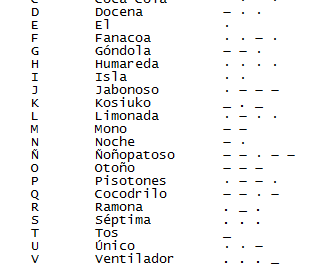 C Coca Cola – · – ·
D Docena – · ·
E El ·
F Fanacoa · · – ·
G Góndola – – ·
H Humareda · · · ·
I Isla · ·
J Jabonoso · – – –
K Kosiuko _ . _
L Limonada · – · ·
M Mono – –
N Noche – ·
Ñ Ñoñopatoso – – · – –
O Otoño – – –
P Pisotones · – – ·
Q Cocodrilo – – · –
R Ramona . _ .
S Séptima . . .
T Tos _
U Único · · –
V Ventilador . . . _